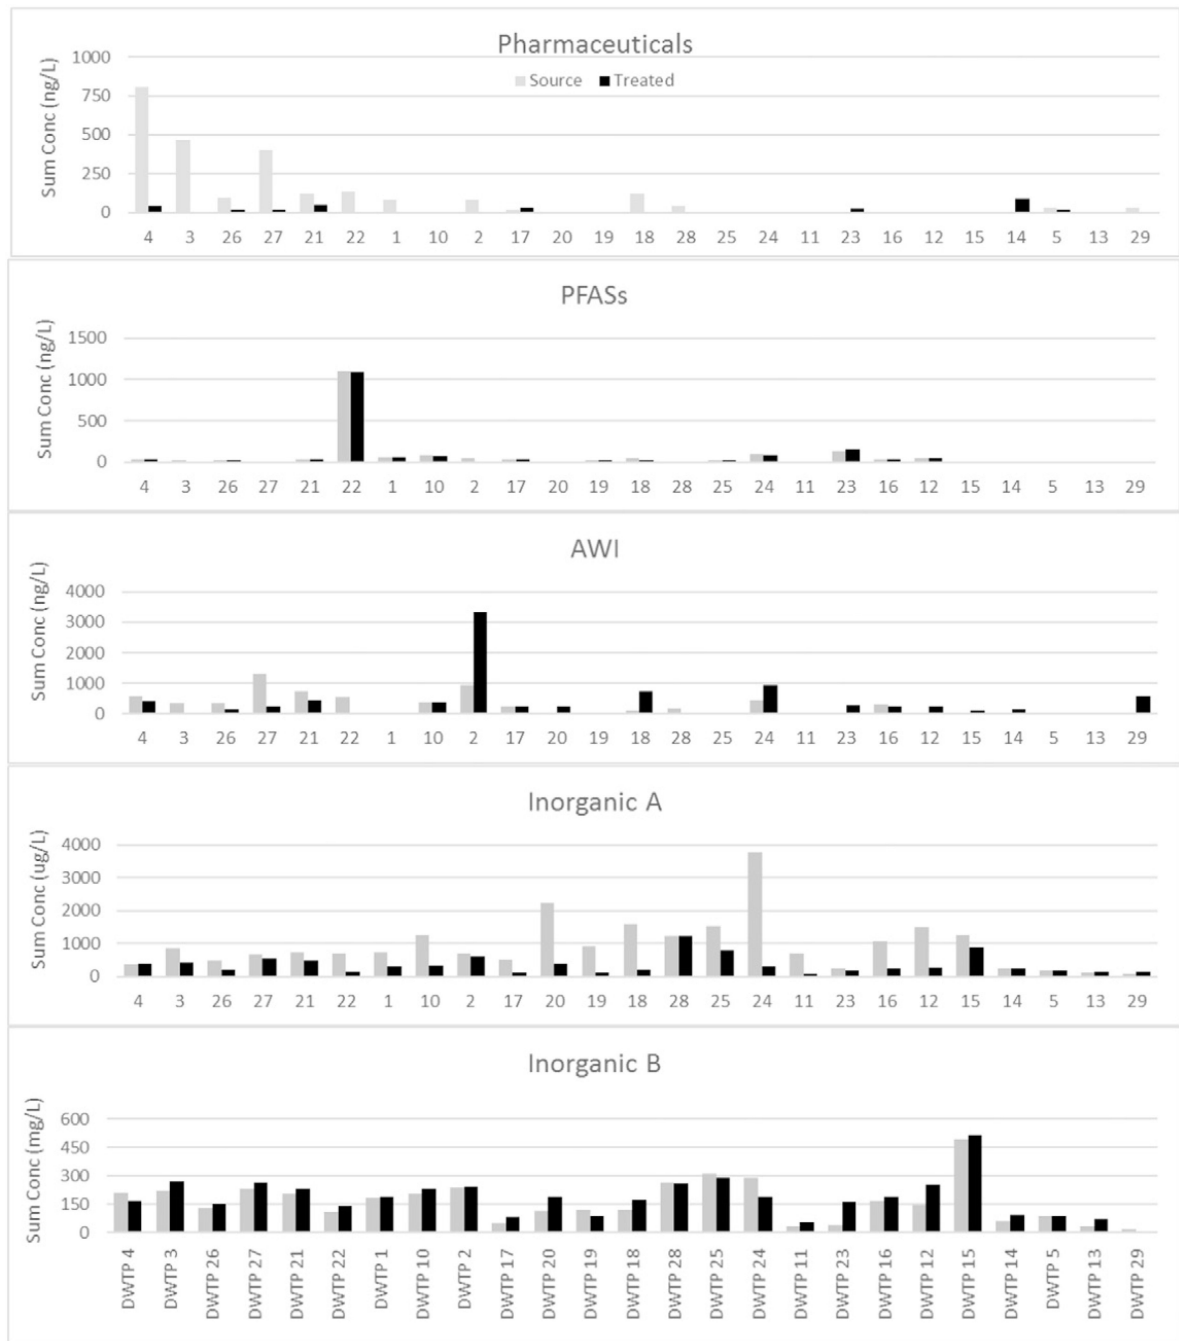 Pharmaceuticals
Source Treated
Sum Conc (ng/L)
1000
750
500
250
0
4 3 26 27 21 22 1 10 2 17 20 19 18 28 25 24 11 23 16 12 15 14 5 13 29
PFASs
Sum Conc (ng/L)
1500
1000
500
0
4 3 26 27 21 22 1 10 2 17 20 19 18 28 25 24 11 23 16 12 15 14 5 13 29
AWI
Sum Conc (ng/L)
4000
3000
2000
1000
0
4 3 26 27 21 22 1 10 2 17 20 19 18 28 25 24 11 23 16 12 15 14 5 13 29
Inorganic A
Sum Conc (ug/L)
4000
3000
2000
1000
0
4 3 26 27 21 22 1 10 2 17 20 19 18 28 25 24 11 23 16 12 15 14 5 13 29
Inorganic B
Sum Conc (mg/L)
600
450
300
150
0
DWTP 4
DWTP 3
DWTP 26
DWTP 27
DWTP 21
DWTP 22
DWTP 1
DWTP 10
DWTP 2
DWTP 17
DWTP 20
DWTP 19
DWTP 18
DWTP 28
DWTP 25
DWTP 24
DWTP 11
DWTP 23
DWTP 16
DWTP 12
DWTP 15
DWTP 14
DWTP 5
DWTP 13
DWTP 29